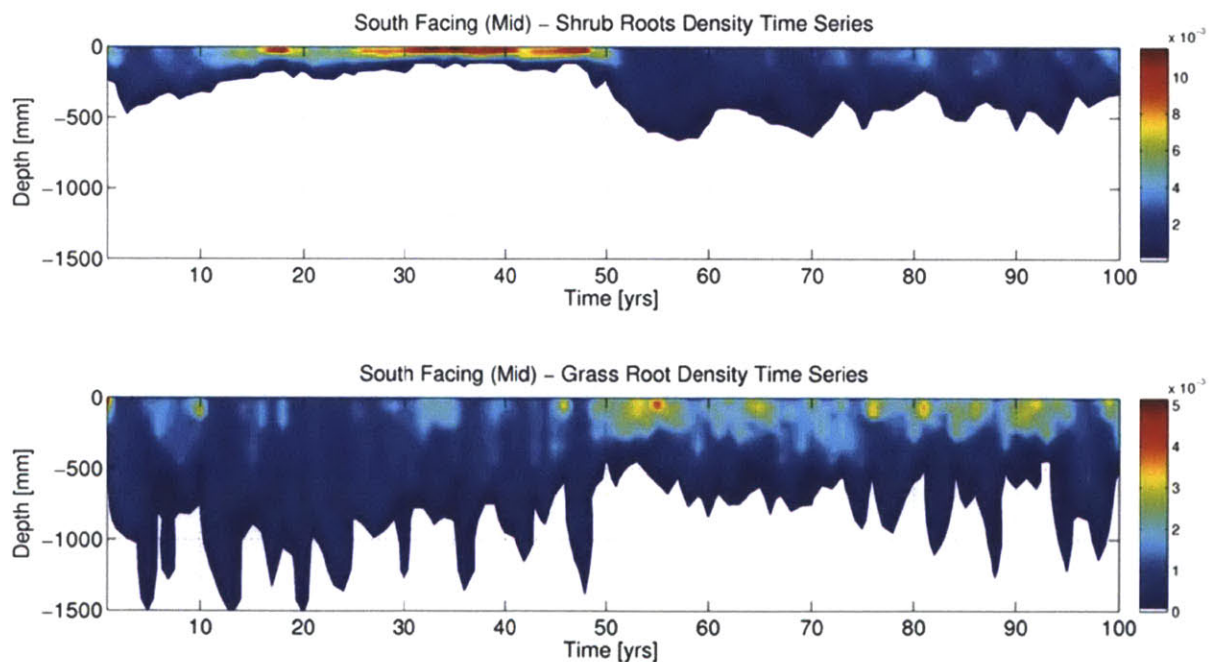 South Facing (Mid) – Shrub Roots Density Time Series
x 10⁻³
0
−500
−1000
−1500
Depth [mm]
10 20 30 40 50 60 70 80 90 100
Time [yrs]
10
8
6
4
2
South Facing (Mid) – Grass Root Density Time Series
x 10⁻³
0
−500
−1000
−1500
Depth [mm]
10 20 30 40 50 60 70 80 90 100
Time [yrs]
5
4
3
2
1
0